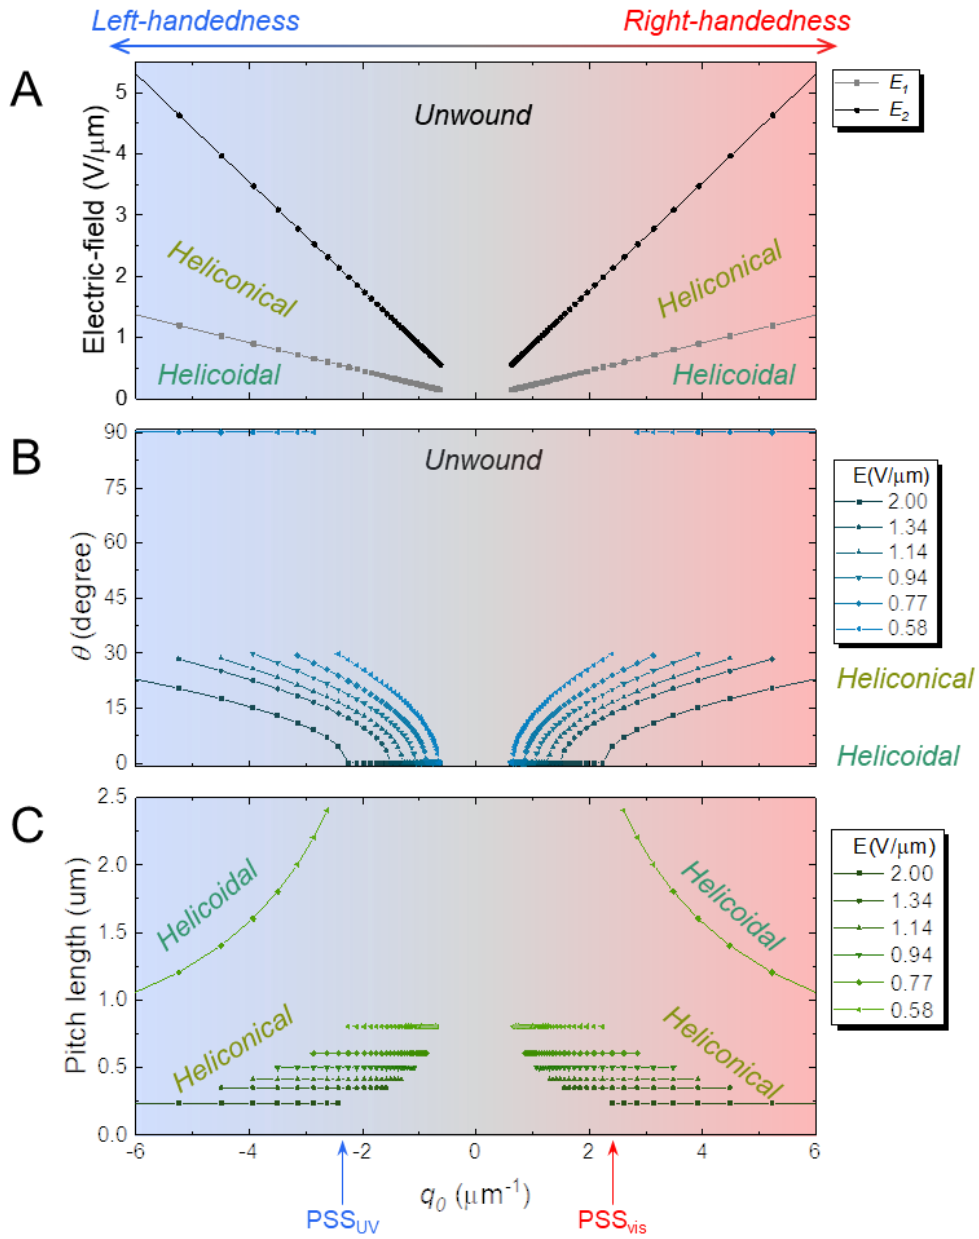 Left-handedness
Right-handedness
A
5
4
3
2
1
0
Electric-field (V/μm)
Unwound
Heliconical
Helicoidal
Heliconical
Helicoidal
E1
E2
B
90
75
60
45
30
15
0
θ (degree)
Unwound
E(V/μm)
2.00
1.34
1.14
0.94
0.77
0.58
Heliconical
Helicoidal
C
2.5
2.0
1.5
1.0
0.5
0.0
Pitch length (um)
Helicoidal
Heliconical
Helicoidal
Heliconical
E(V/μm)
2.00
1.34
1.14
0.94
0.77
0.58
-6 -4 -2 0 2 4 6
q0 (μm-1)
PSSUV
PSSvis